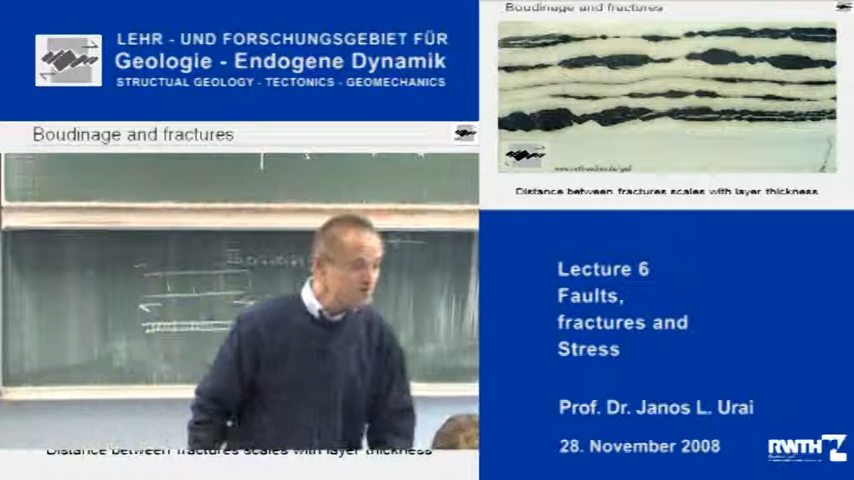 LEHR - UND FORSCHUNGSGEBIET FÜR
Geologie - Endogene Dynamik
STRUCTUAL GEOLOGY - TECTONICS - GEOMECHANICS
Boudinage and fractures
Distance between fractures scales with layer thickness
Boudinage and fractures
Distance between fractures scales with layer thickness
Lecture 6
Faults,
fractures and
Stress
Prof. Dr. Janos L. Urai
28. November 2008
RWTH